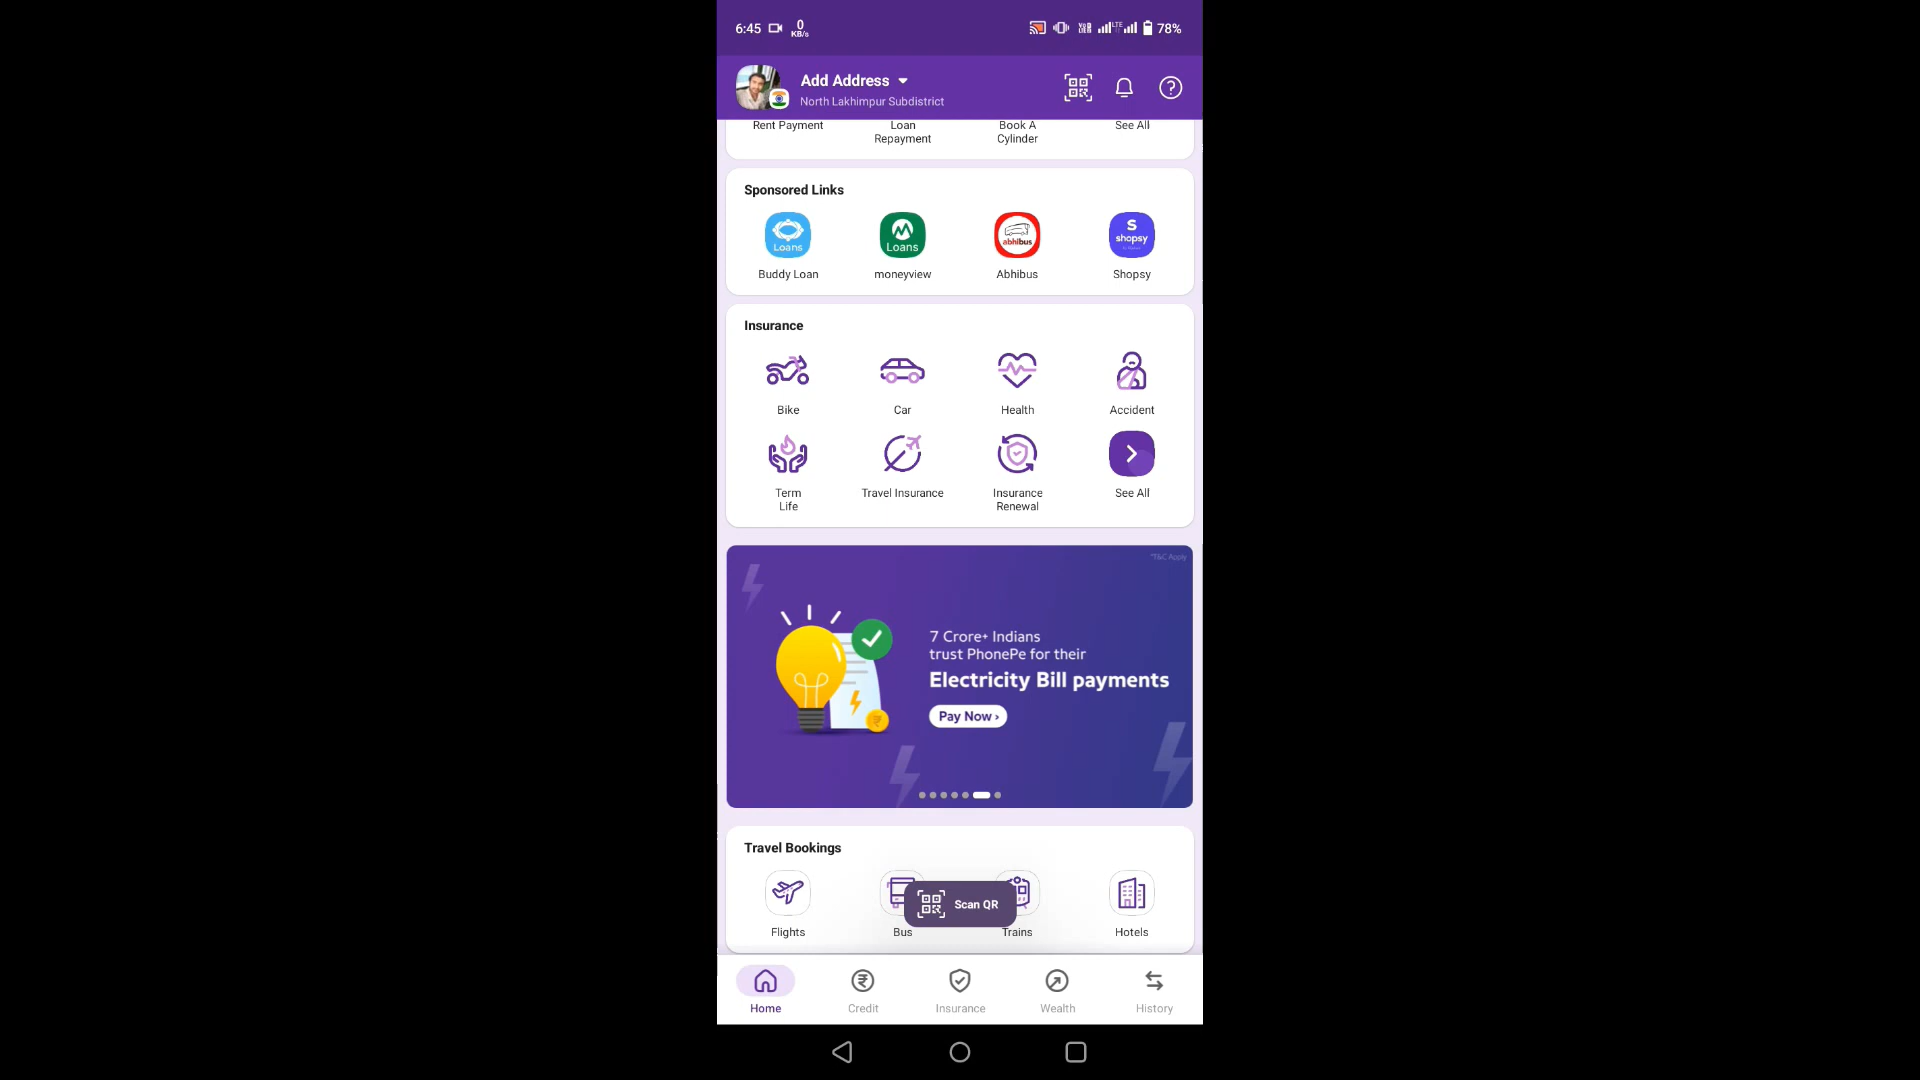 6:45
0
KB/s
Vo
LTE
78%
Add Address
North Lakhimpur Subdistrict
Rent Payment
Loan
Repayment
Book A
Cylinder
See All
Sponsored Links
Loans
Loans
abhibus
S
shopsy
Buddy Loan
moneyview
Abhibus
Shopsy
Insurance
Bike
Car
Health
Accident
Term
Life
Travel Insurance
Insurance
Renewal
See All
*T&C Apply
7 Crore+ Indians
trust PhonePe for their
Electricity Bill payments
Pay Now ›
Travel Bookings
Scan QR
Flights
Bus
Trains
Hotels
Home
Credit
Insurance
Wealth
History